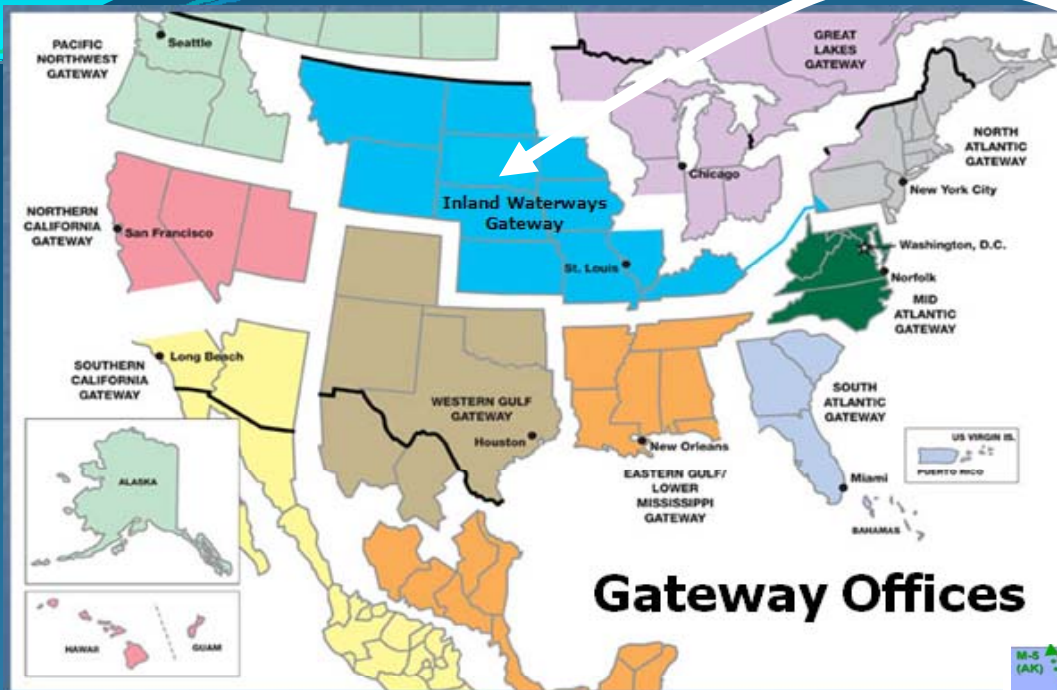 PACIFIC
NORTHWEST
GATEWAY
Seattle
GREAT
LAKES
GATEWAY
NORTH
ATLANTIC
GATEWAY
Chicago
New York City
Inland Waterways
Gateway
NORTHERN
CALIFORNIA
GATEWAY
San Francisco
St. Louis
Washington, D.C.
Norfolk
MID
ATLANTIC
GATEWAY
SOUTHERN
CALIFORNIA
GATEWAY
Long Beach
WESTERN GULF
GATEWAY
Houston
New Orleans
EASTERN GULF/
LOWER
MISSISSIPPI
GATEWAY
SOUTH
ATLANTIC
GATEWAY
Miami
US VIRGIN IS.
PUERTO RICO
BAHAMAS
ALASKA
HAWAII
GUAM
Gateway Offices
M-5
(AK)